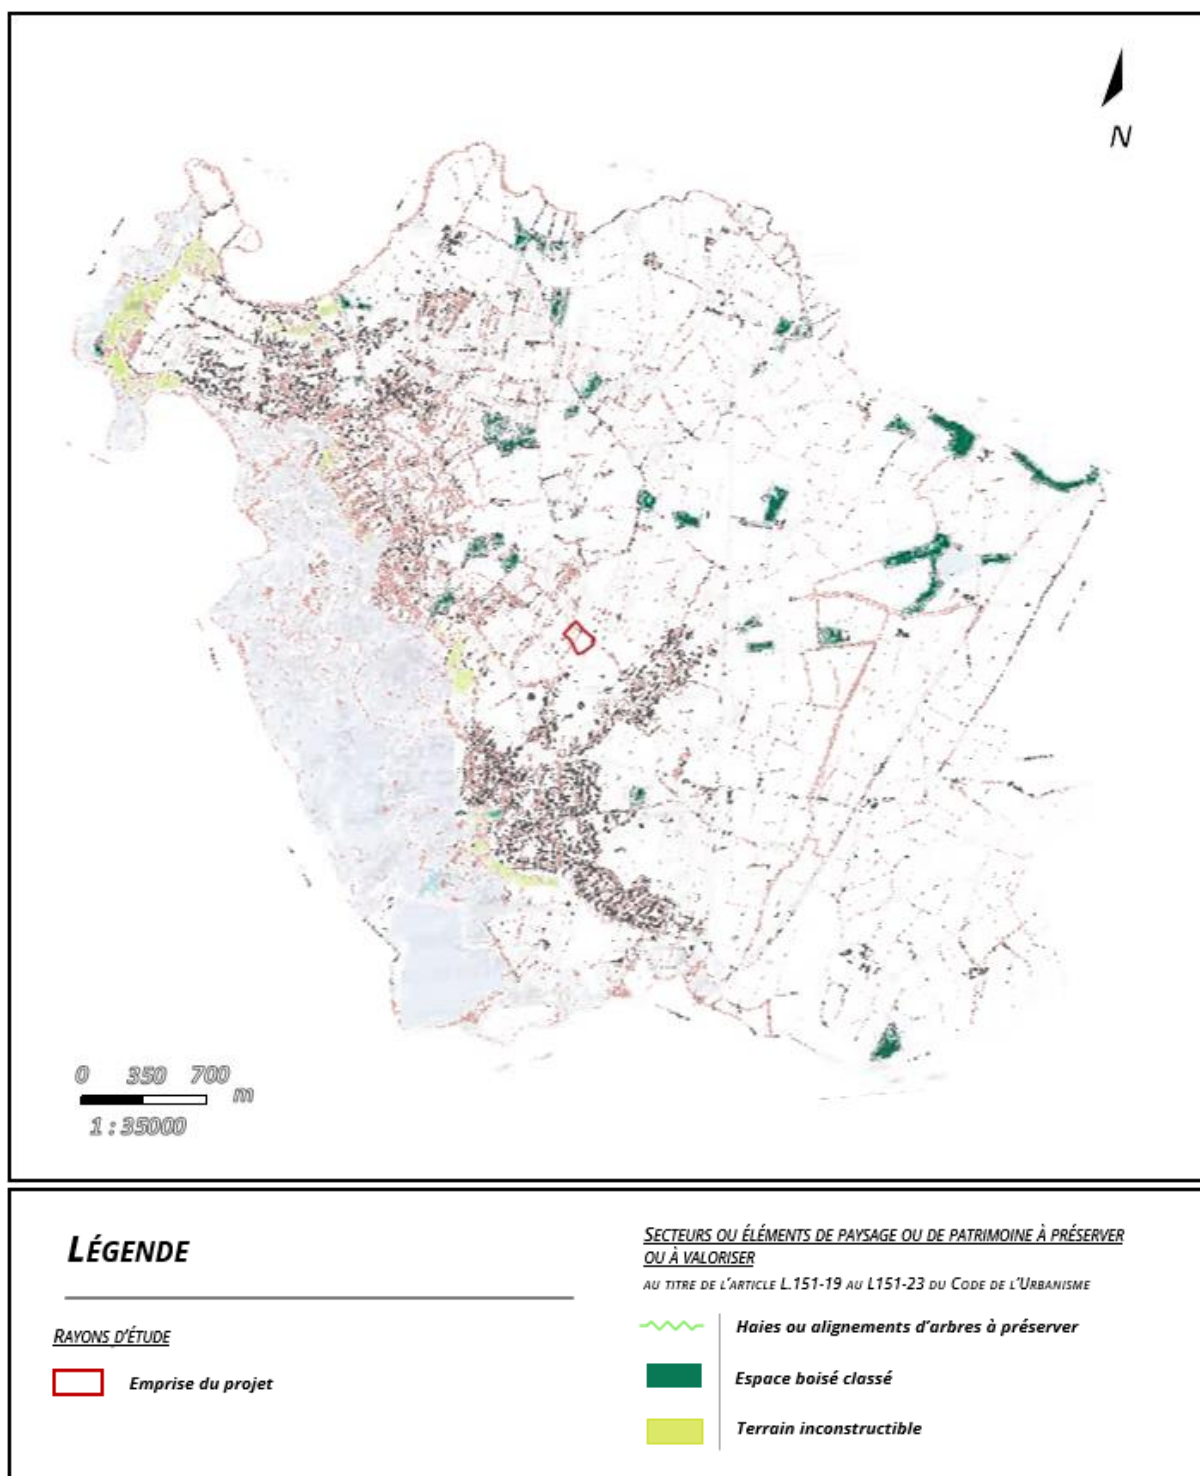 N
0 350 700
m
1 : 35000
LÉGENDE
RAYONS D'ÉTUDE
Emprise du projet
SECTEURS OU ÉLÉMENTS DE PAYSAGE OU DE PATRIMOINE À PRÉSERVER
OU À VALORISER
AU TITRE DE L'ARTICLE L.151-19 AU L151-23 DU CODE DE L'URBANISME
Haies ou alignements d'arbres à préserver
Espace boisé classé
Terrain inconstructible